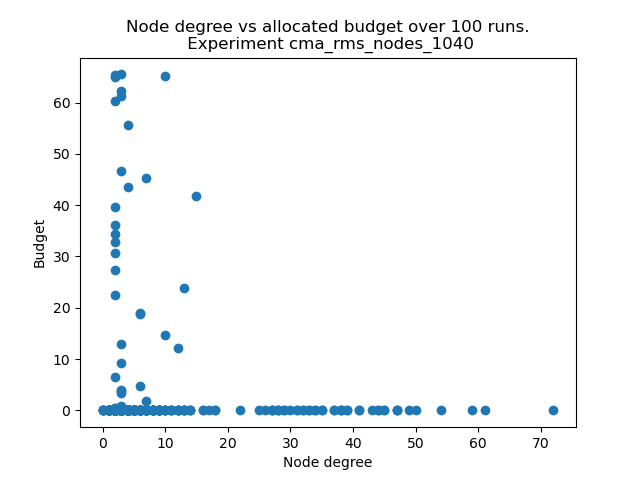 Node degree vs allocated budget over 100 runs.
Experiment cma_rms_nodes_1040
60
50
40
30
20
10
0
Budget
0 10 20 30 40 50 60 70
Node degree